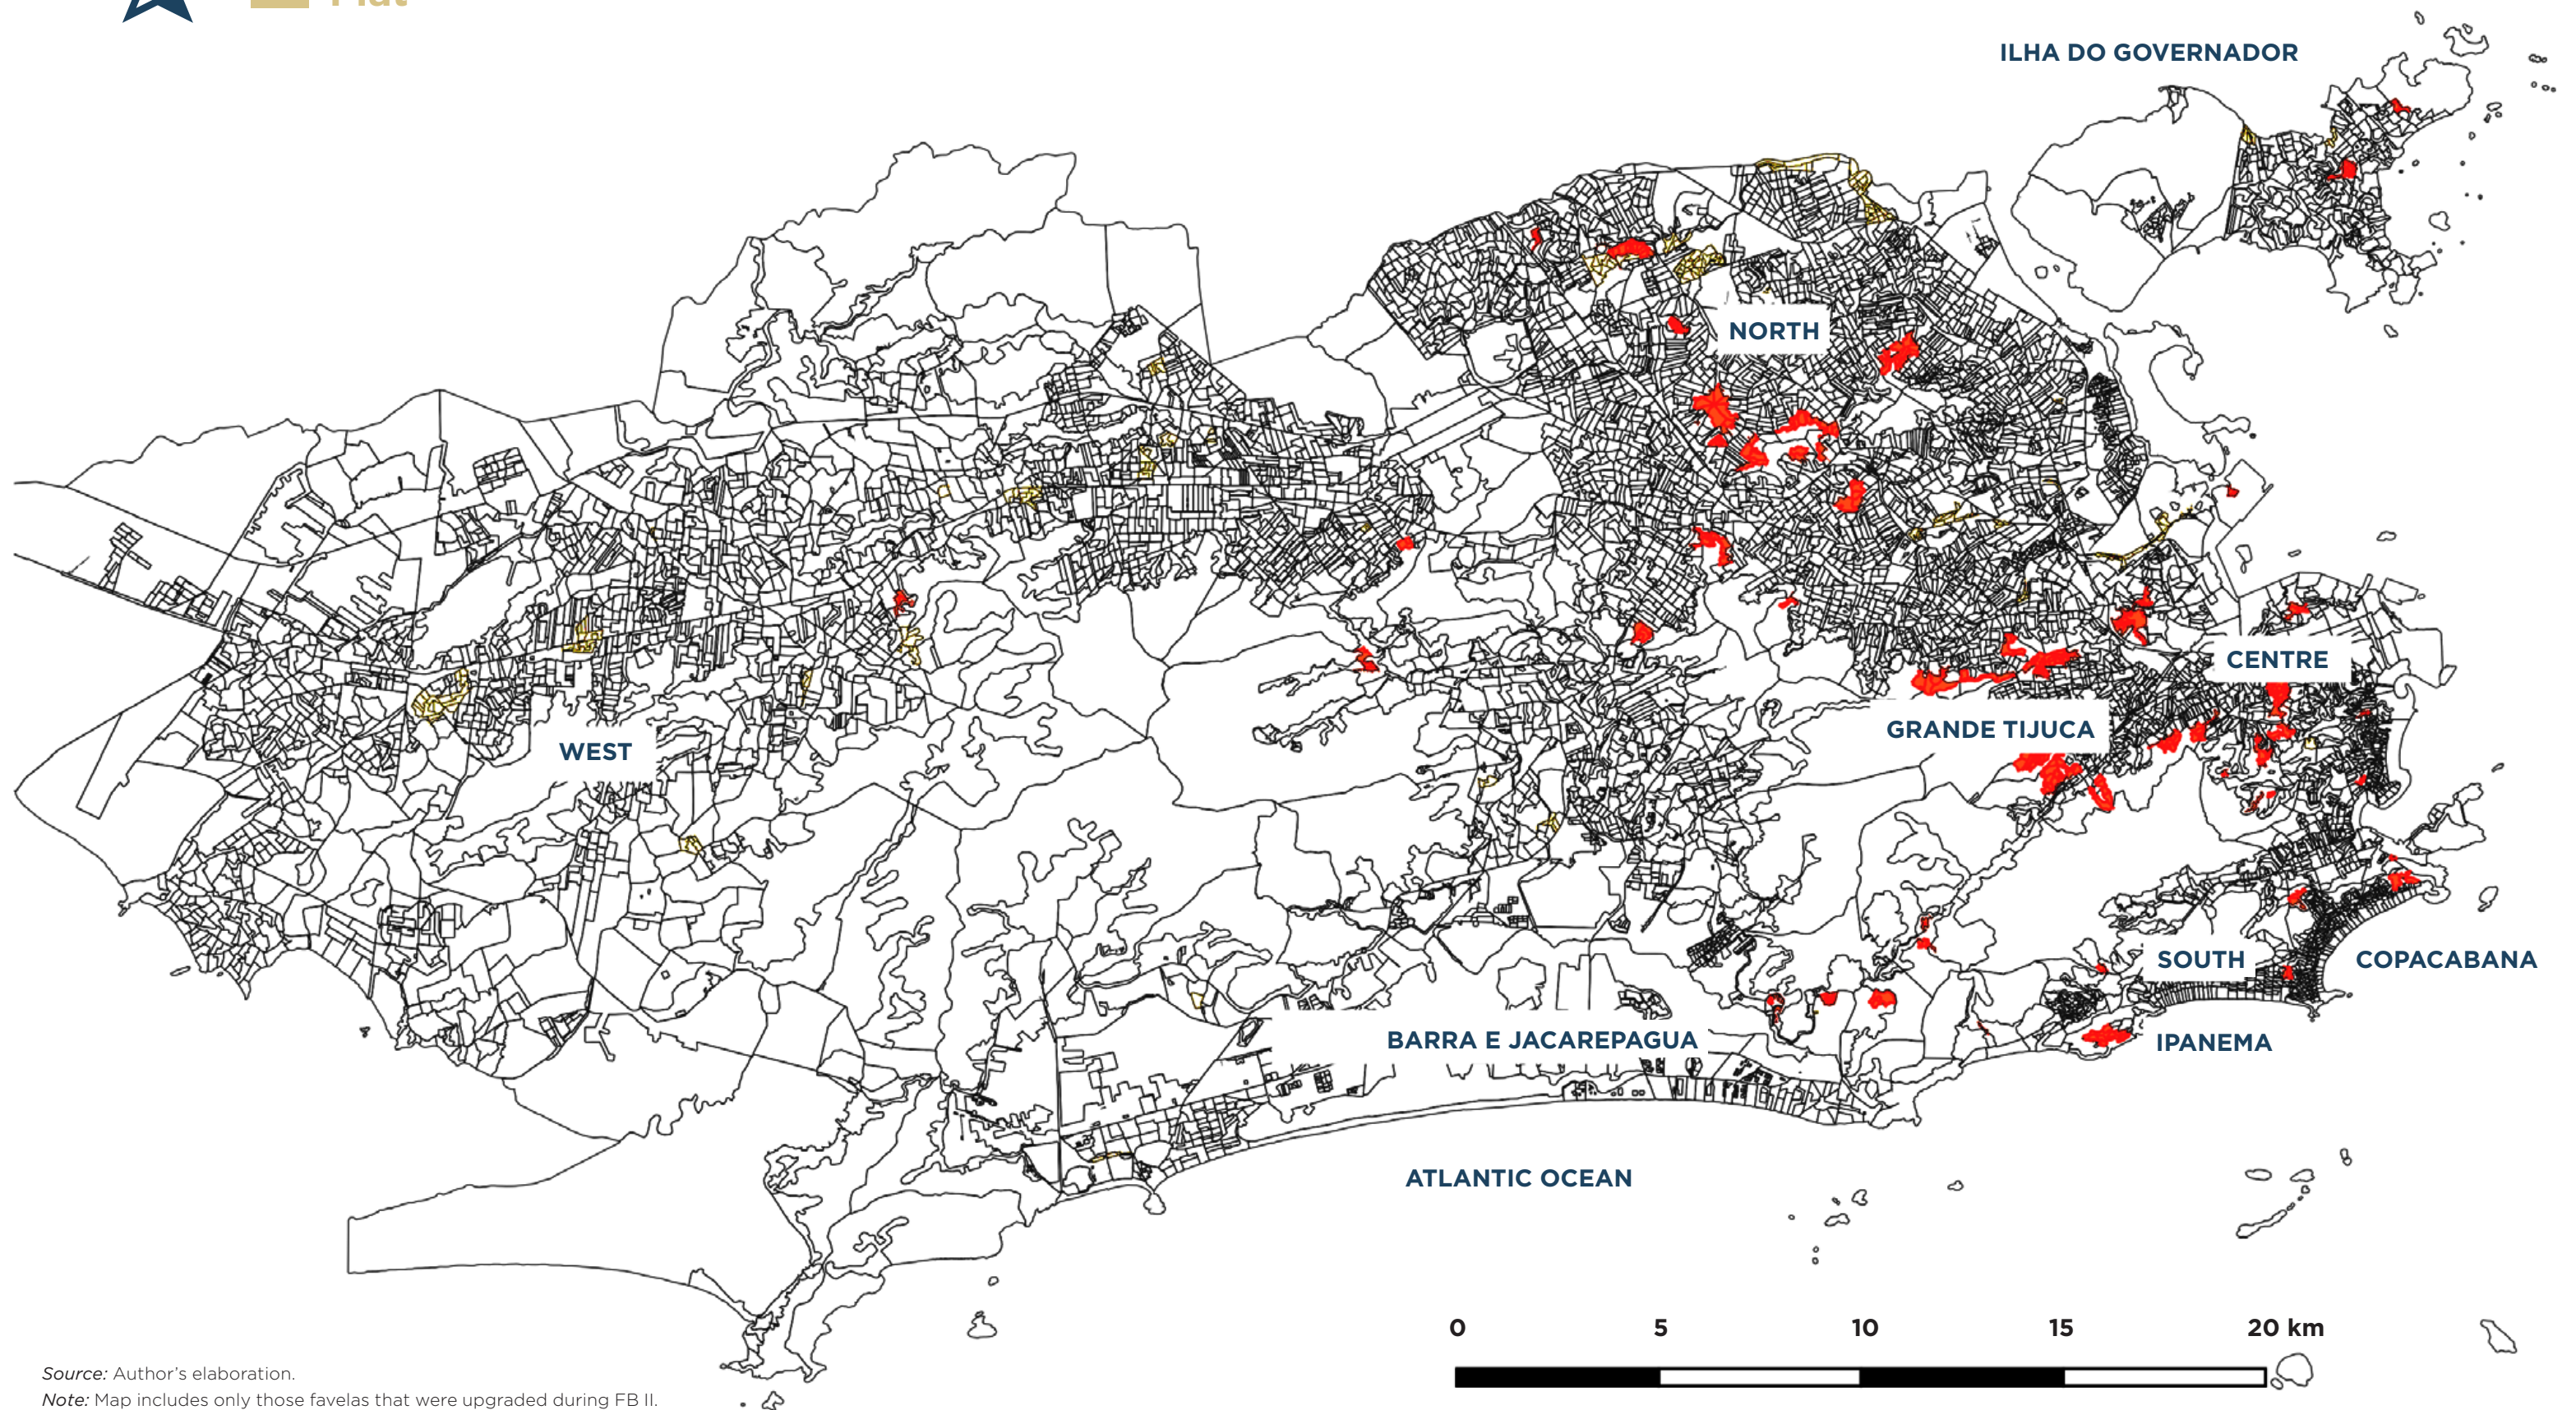 Flat
ILHA DO GOVERNADOR
NORTH
CENTRE
GRANDE TIJUCA
WEST
SOUTH
COPACABANA
BARRA E JACAREPAGUA
IPANEMA
ATLANTIC OCEAN
0 5 10 15 20 km
Source: Author's elaboration.
Note: Map includes only those favelas that were upgraded during FB II.